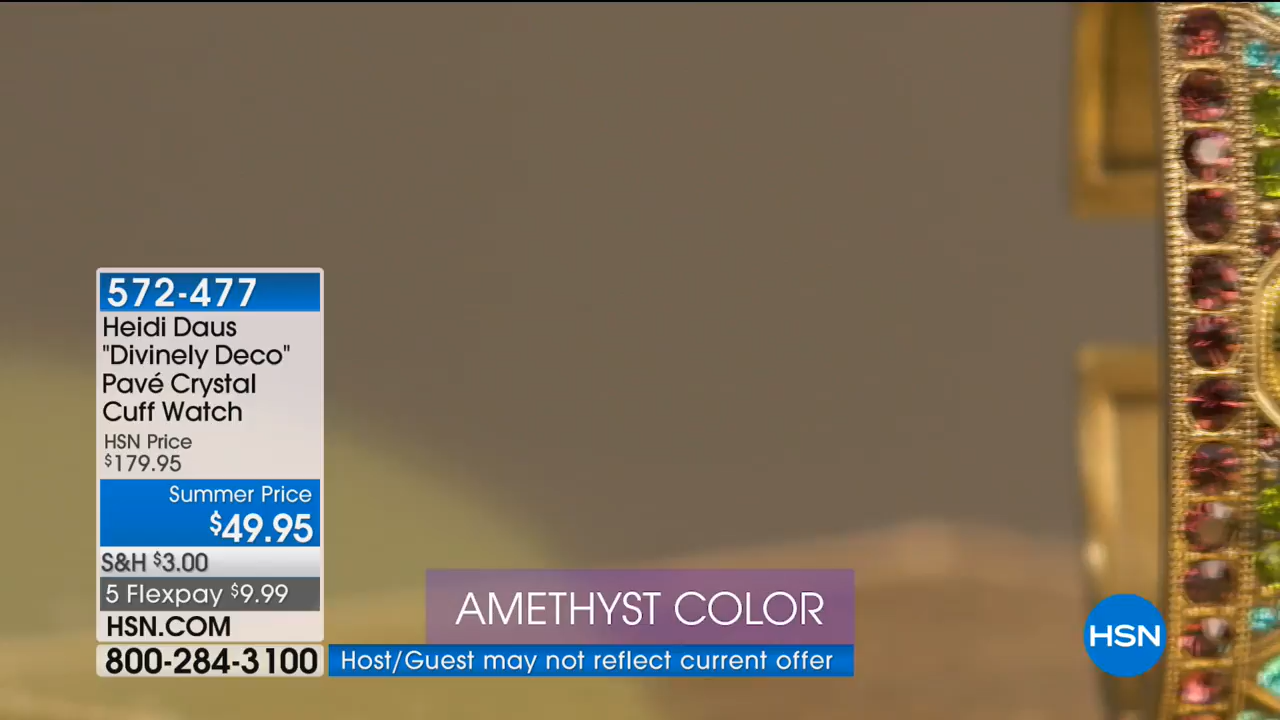 572-477
Heidi Daus
"Divinely Deco"
Pavé Crystal
Cuff Watch
HSN Price
$179.95
Summer Price
$49.95
S&H $3.00
5 Flexpay $9.99
HSN.COM
800-284-3100
AMETHYST COLOR
Host/Guest may not reflect current offer
HSN